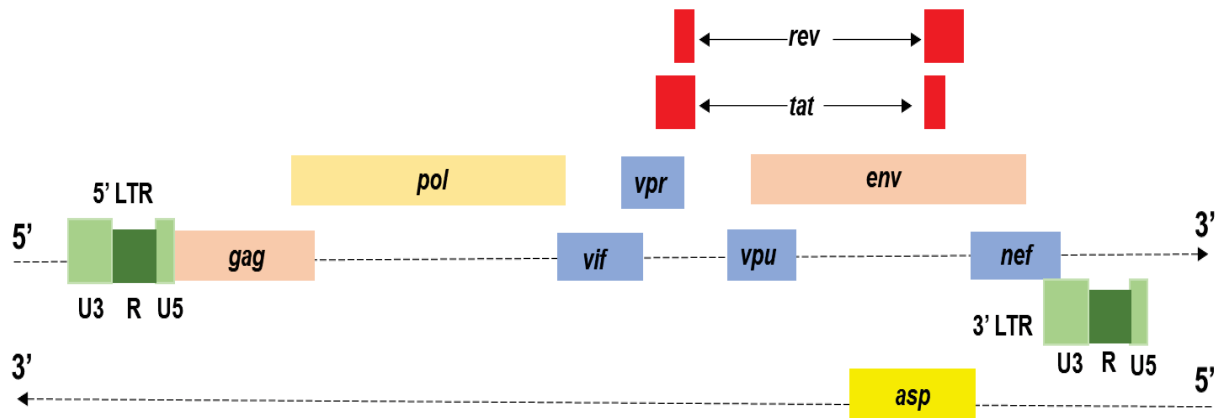 rev
tat
pol
vpr
env
5’ LTR
5’
3’
gag
vif
vpu
nef
U3 R U5
3’ LTR
U3 R U5
3’
5’
asp